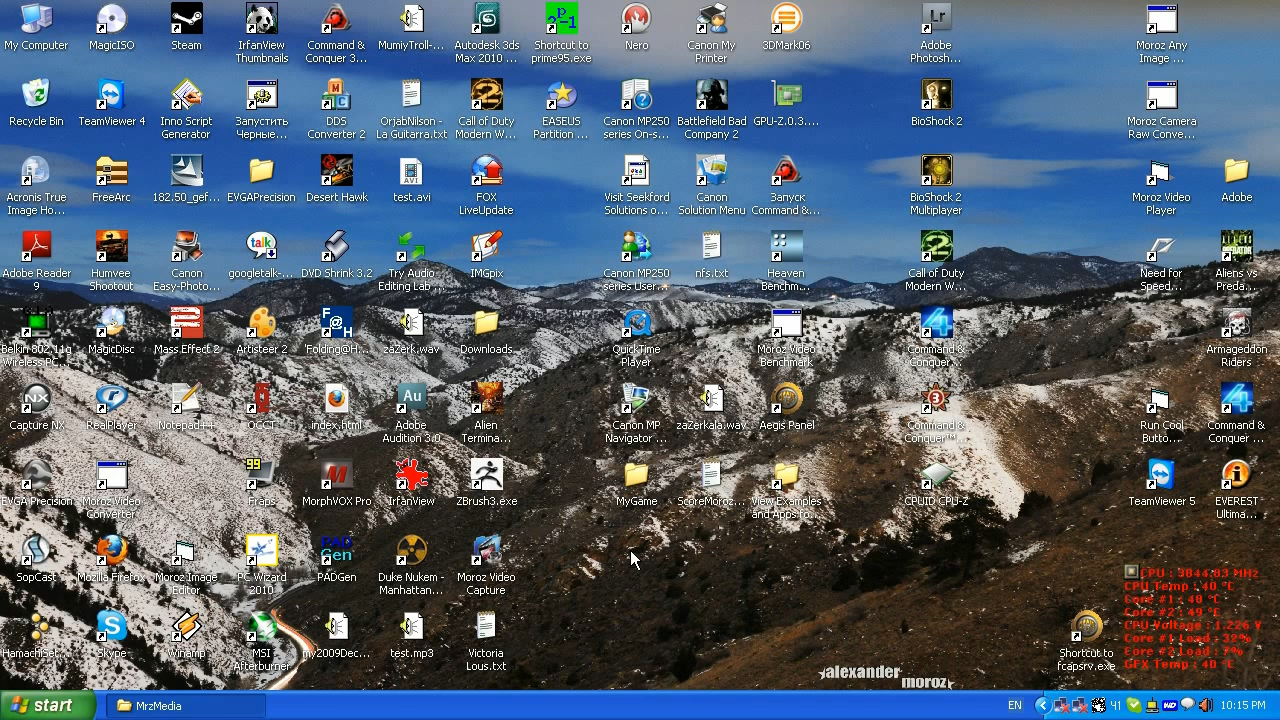 My Computer
MagicISO
Steam
IrfanView
Thumbnails
Command &
Conquer 3...
MumiyTroll-...
Autodesk 3ds
Max 2010 ...
Shortcut to
prime95.exe
Nero
Canon My
Printer
3DMark06
Adobe
Photosh...
Moroz Any
Image ...
Recycle Bin
TeamViewer 4
Inno Script
Generator
Запустить
Черные...
DDS
Converter 2
OrjabNilson -
La Guitarra.txt
Call of Duty
Modern W...
EASEUS
Partition ...
Canon MP250
series On-s...
Battlefield Bad
Company 2
GPU-Z.0.3....
BioShock 2
Moroz Camera
Raw Conve...
Acronis True
Image Ho...
FreeArc
182.50_gef...
EVGAPrecision
Desert Hawk
test.avi
FOX
LiveUpdate
Visit Seekford
Solutions o...
Canon
Solution Menu
Запуск
Command &...
BioShock 2
Multiplayer
Moroz Video
Player
Adobe
Adobe Reader
9
Humvee
Shootout
Canon
Easy-Photo...
googletalk-...
DVD Shrink 3.2
Try Audio
Editing Lab ...
IMGpix
Canon MP250
series User...
nfs.txt
Heaven
Benchm...
Call of Duty
Modern W...
Need for
Speed...
Aliens vs
Preda...
Belkin 802.11g
Wireless PC...
MagicDisc
Mass Effect 2
Artisteer 2
Folding@H...
zaZerk.wav
Downloads
QuickTime
Player
Moroz Video
Benchmark
Command &
Conquer...
Armageddon
Riders
Capture NX
RealPlayer
Notepad++
OCCT
index.html
Adobe
Audition 3.0
Alien
Termina...
Canon MP
Navigator ...
zaZerkala.wav
Aegis Panel
Command &
Conquer™...
Run Cool
Butto...
Command &
Conquer ...
EVGA Precision
Moroz Video
Converter
Fraps
MorphVOX Pro
IrfanView
ZBrush3.exe
MyGame
ScoreMoroz...
View Examples
and Apps fo...
CPUID CPU-Z
TeamViewer 5
EVEREST
Ultima...
SopCast
Mozilla Firefox
Moroz Image
Editor
PC Wizard
2010
PADGen
Duke Nukem -
Manhattan...
Moroz Video
Capture
HamachiSet...
Skype
Winamp
MSI
Afterburner
my2009Dec...
test.mp3
Victoria
Lous.txt
Shortcut to
fcapsrv.exe
CPU : 3844.83 MHz
CPU Temp : 40 °C
Core #1 : 48 °C
Core #2 : 49 °C
CPU Voltage : 1.226 V
Core #1 Load : 32%
Core #2 Load : 7%
GFX Temp : 40 °C
alexander
moroz
start
MrzMedia
EN
41
10:15 PM